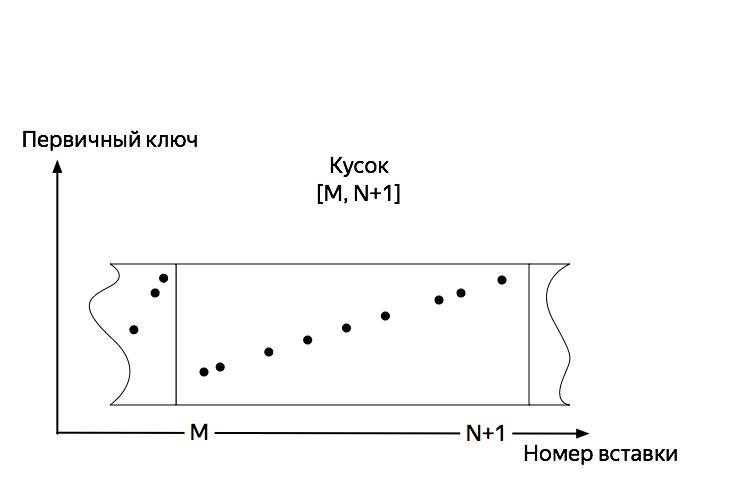 Первичный ключ
Кусок
[M, N+1]
M
N+1
Номер вставки